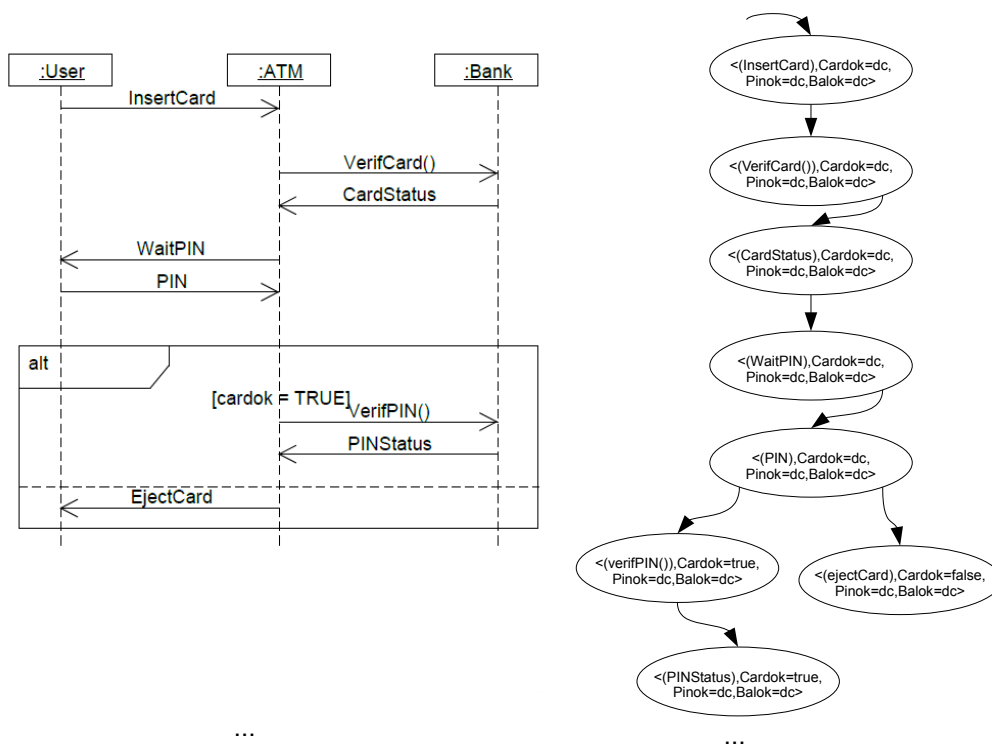 :User
:ATM
:Bank
InsertCard
VerifCard()
CardStatus
WaitPIN
PIN
alt
[cardok = TRUE]
VerifPIN()
PINStatus
EjectCard
...
<(InsertCard),Cardok=dc,
Pinok=dc,Balok=dc>
<(VerifCard()),Cardok=dc,
Pinok=dc,Balok=dc>
<(CardStatus),Cardok=dc,
Pinok=dc,Balok=dc>
<(WaitPIN),Cardok=dc,
Pinok=dc,Balok=dc>
<(PIN),Cardok=dc,
Pinok=dc,Balok=dc>
<(verifPIN()),Cardok=true,
Pinok=dc,Balok=dc>
<(ejectCard),Cardok=false,
Pinok=dc,Balok=dc>
<(PINStatus),Cardok=true,
Pinok=dc,Balok=dc>
...